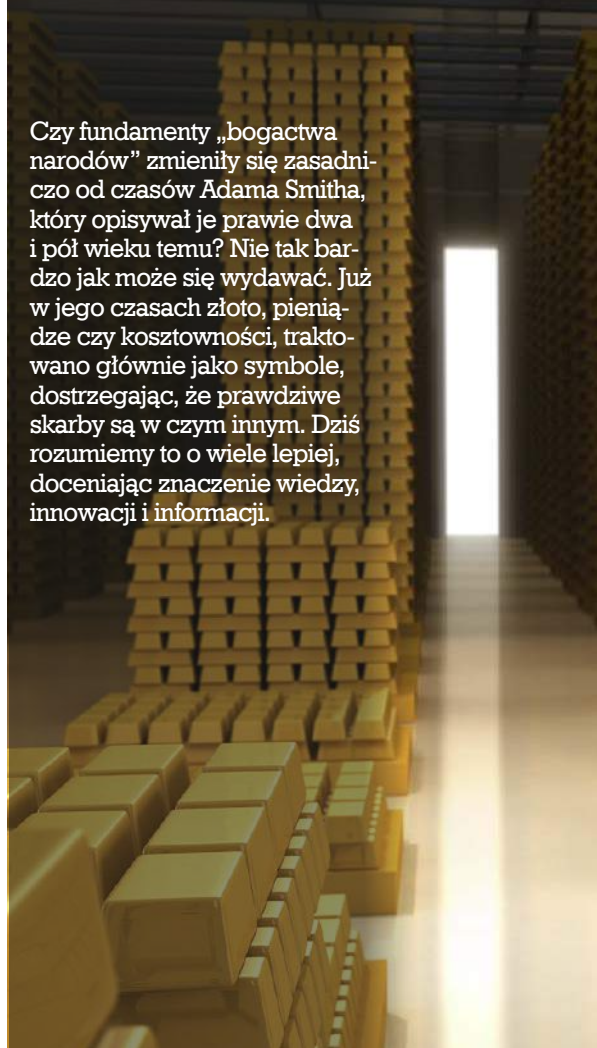 Czy fundamenty „bogactwa
narodów” zmieniły się zasadni-
czo od czasów Adama Smitha,
który opisywał je prawie dwa
i pół wieku temu? Nie tak bar-
dzo jak może się wydawać. Już
w jego czasach złoto, pienią-
dze czy kosztowności, trakto-
wano głównie jako symbole,
dostrzegając, że prawdziwe
skarby są w czym innym. Dziś
rozumiemy to o wiele lepiej,
doceniając znaczenie wiedzy,
innowacji i informacji.